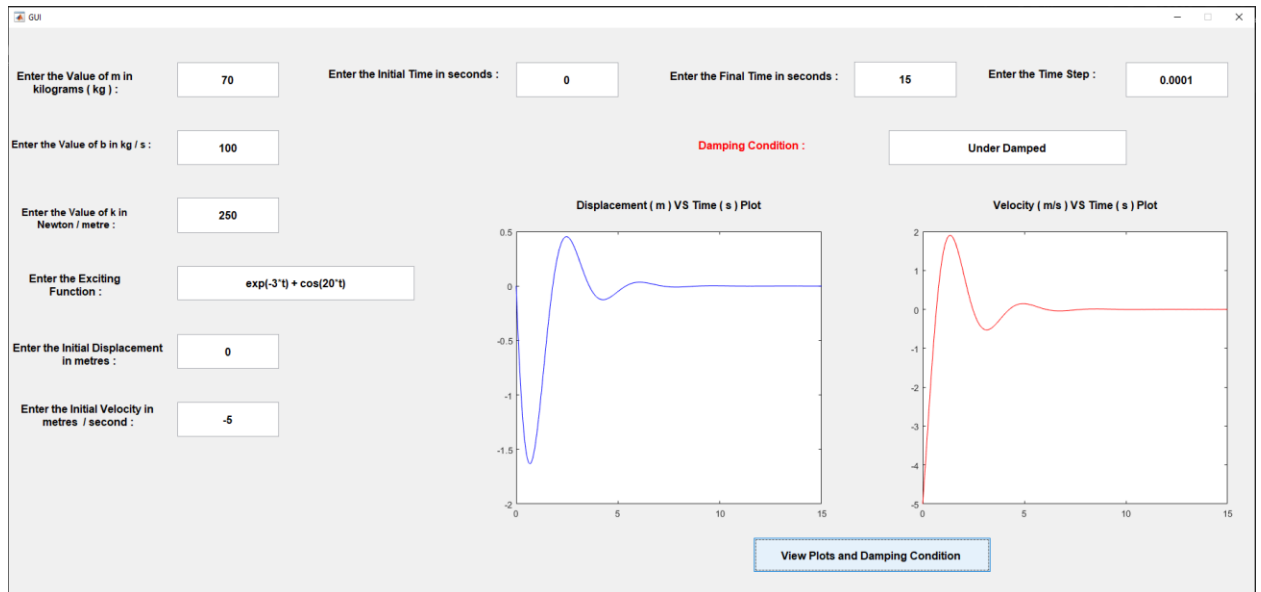 GUI
Enter the Value of m in
kilograms ( kg ) :
70
Enter the Initial Time in seconds :
0
Enter the Final Time in seconds :
15
Enter the Time Step :
0.0001
Enter the Value of b in kg / s :
100
Damping Condition :
Under Damped
Enter the Value of k in
Newton / metre :
250
Enter the Exciting
Function :
exp(-3*t) + cos(20*t)
Enter the Initial Displacement
in metres :
0
Enter the Initial Velocity in
metres / second :
-5
Displacement ( m ) VS Time ( s ) Plot
0.5
0
-0.5
-1
-1.5
-2
0 5 10 15
Velocity ( m/s ) VS Time ( s ) Plot
2
1
0
-1
-2
-3
-4
-5
0 5 10 15
View Plots and Damping Condition